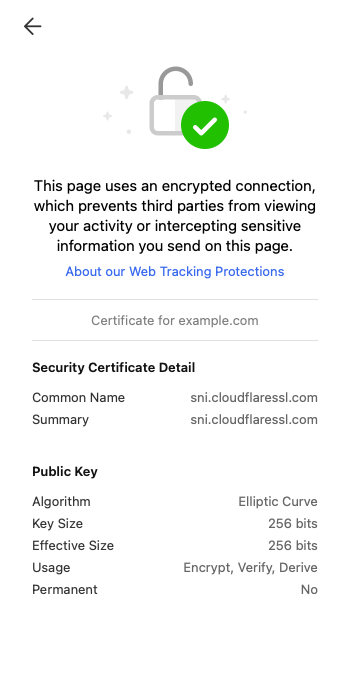 This page uses an encrypted connection,
which prevents third parties from viewing
your activity or intercepting sensitive
information you send on this page.
About our Web Tracking Protections
Certificate for example.com
Security Certificate Detail
Common Name sni.cloudflaressl.com
Summary sni.cloudflaressl.com
Public Key
Algorithm Elliptic Curve
Key Size 256 bits
Effective Size 256 bits
Usage Encrypt, Verify, Derive
Permanent No